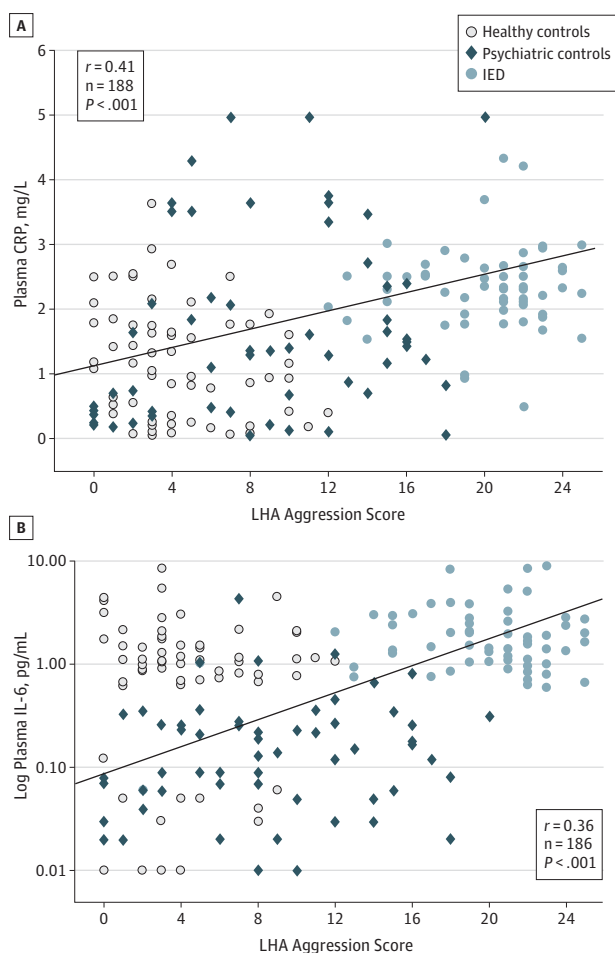 A
Healthy controls
Psychiatric controls
IED
r = 0.41
n = 188
P < .001
6
5
4
3
2
1
0
Plasma CRP, mg/L
0 4 8 12 16 20 24
LHA Aggression Score
B
10.00
1.00
0.10
0.01
Log Plasma IL-6, pg/mL
r = 0.36
n = 186
P < .001
0 4 8 12 16 20 24
LHA Aggression Score